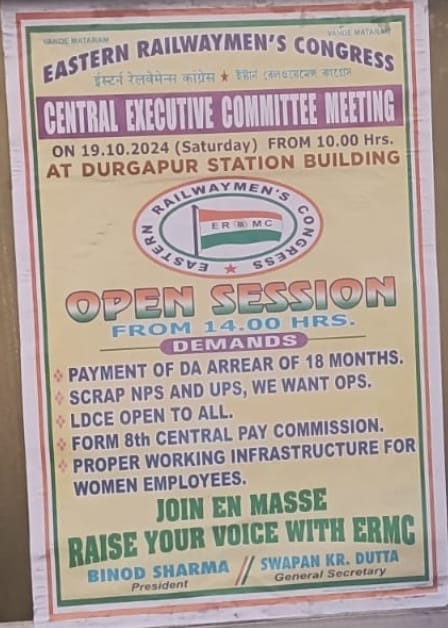 VANDE MATARAM VANDE MATARAM
EASTERN RAILWAYMEN'S CONGRESS
ईस्टर्न रेलवेमेन्स कांग्रेस ★ ইস্টার্ন রেলওয়েমেন্স কংগ্রেস
CENTRAL EXECUTIVE COMMITTEE MEETING
ON 19.10.2024 (Saturday) FROM 10.00 Hrs.
AT DURGAPUR STATION BUILDING
EASTERN RAILWAYMEN'S CONGRESS ★
ER MC
OPEN SESSION
FROM 14.00 HRS.
DEMANDS
PAYMENT OF DA ARREAR OF 18 MONTHS.
SCRAP NPS AND UPS, WE WANT OPS.
LDCE OPEN TO ALL.
FORM 8th CENTRAL PAY COMMISSION.
PROPER WORKING INFRASTRUCTURE FOR
WOMEN EMPLOYEES.
JOIN EN MASSE
RAISE YOUR VOICE WITH ERMC
BINOD SHARMA // SWAPAN KR. DUTTA
President General Secretary